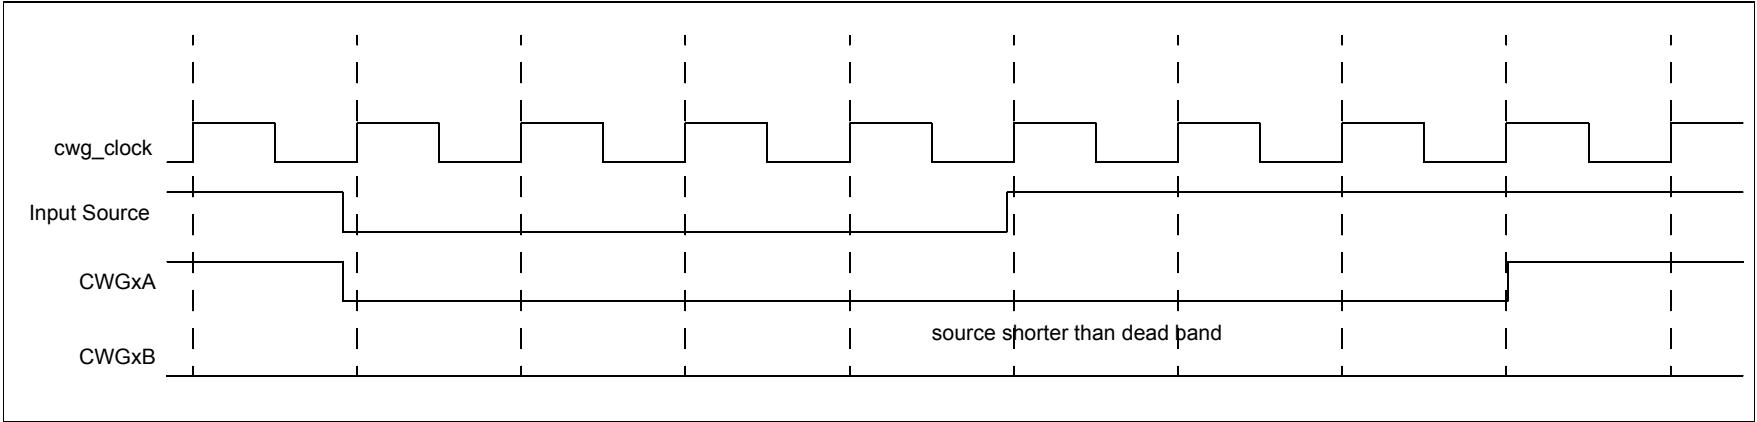 cwg_clock
Input Source
CWGxA
source shorter than dead band
CWGxB